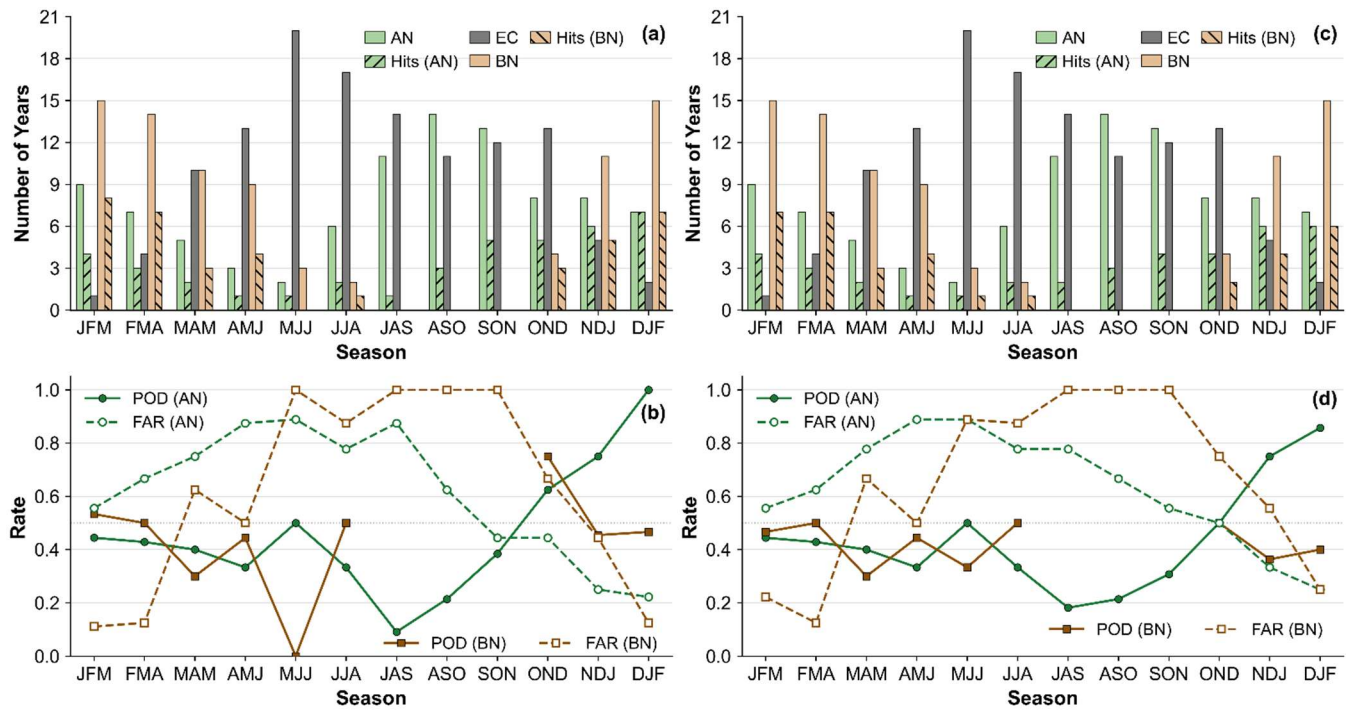 21
18
15
12
9
6
3
0
Number of Years
AN
Hits (AN)
EC
BN
Hits (BN)
(a)
JFM FMA MAM AMJ MJJ JJA JAS ASO SON OND NDJ DJF
Season
21
18
15
12
9
6
3
0
Number of Years
AN
Hits (AN)
EC
BN
Hits (BN)
(c)
JFM FMA MAM AMJ MJJ JJA JAS ASO SON OND NDJ DJF
Season
1.0
0.8
0.6
0.4
0.2
0.0
Rate
POD (AN)
FAR (AN)
(b)
POD (BN)
FAR (BN)
JFM FMA MAM AMJ MJJ JJA JAS ASO SON OND NDJ DJF
Season
1.0
0.8
0.6
0.4
0.2
0.0
Rate
POD (AN)
FAR (AN)
(d)
POD (BN)
FAR (BN)
JFM FMA MAM AMJ MJJ JJA JAS ASO SON OND NDJ DJF
Season